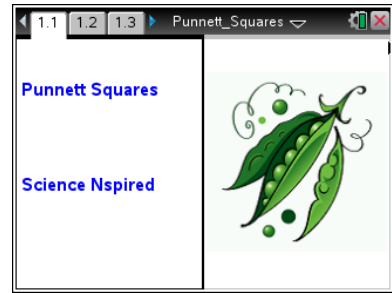 1.1 1.2 1.3 Punnett_Squares
Punnett Squares
Science Nspired